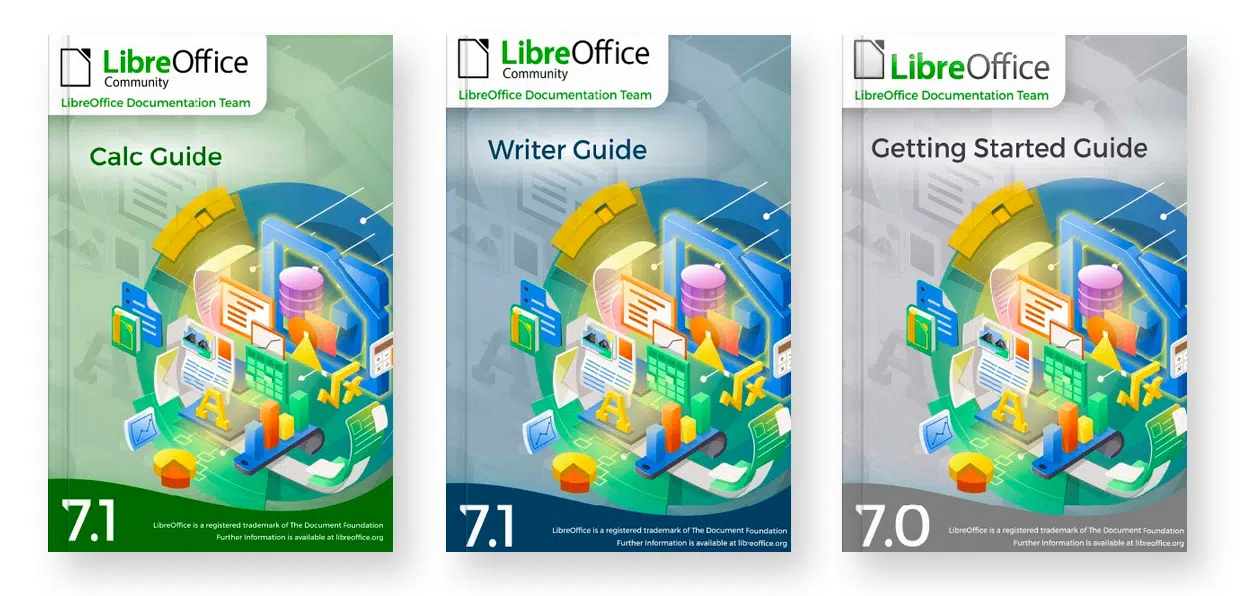 LibreOffice
Community
LibreOffice Documentation Team
Calc Guide
7.1
LibreOffice is a registered trademark of The Document Foundation
Further Information is available at libreoffice.org
LibreOffice
Community
LibreOffice Documentation Team
Writer Guide
7.1
LibreOffice is a registered trademark of The Document Foundation
Further Information is available at libreoffice.org
LibreOffice
LibreOffice Documentation Team
Getting Started Guide
7.0
LibreOffice is a registered trademark of The Document Foundation
Further Information is available at libreoffice.org